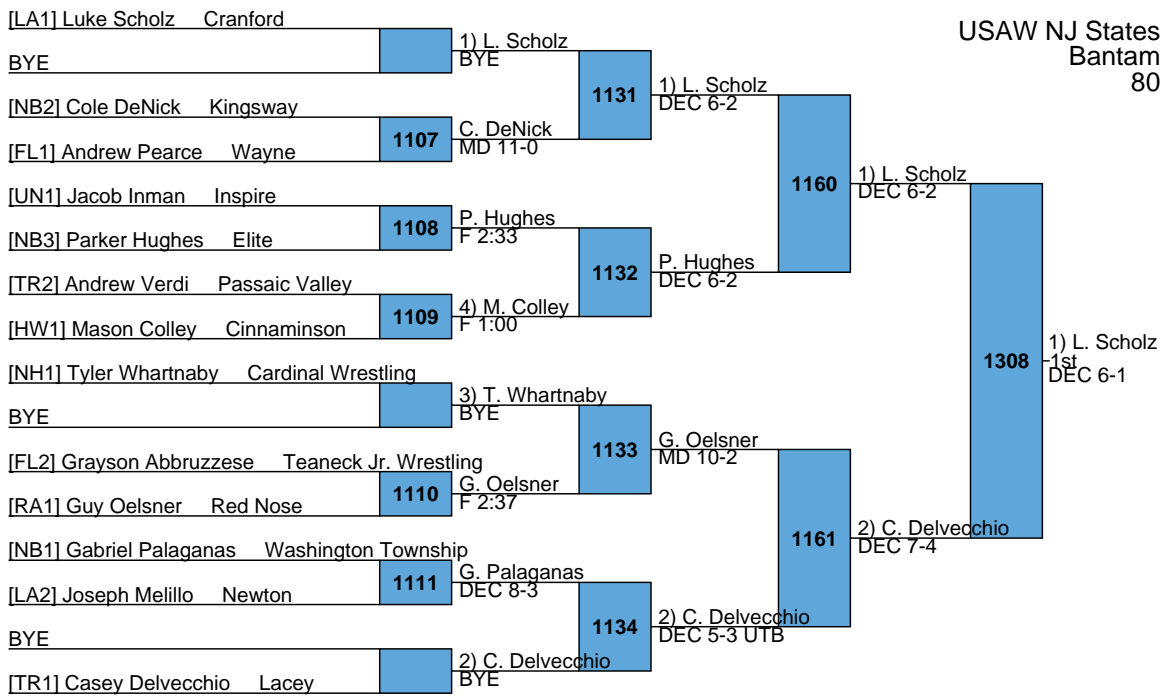 USAW NJ States
Bantam
80
[LA1] Luke Scholz Cranford
BYE
[NB2] Cole DeNick Kingsway
[FL1] Andrew Pearce Wayne
[UN1] Jacob Inman Inspire
[NB3] Parker Hughes Elite
[TR2] Andrew Verdi Passaic Valley
[HW1] Mason Colley Cinnaminson
[NH1] Tyler Whartnaby Cardinal Wrestling
BYE
[FL2] Grayson Abbruzzese Teaneck Jr. Wrestling
[RA1] Guy Oelsner Red Nose
[NB1] Gabriel Palaganas Washington Township
[LA2] Joseph Melillo Newton
BYE
[TR1] Casey Delvecchio Lacey
1107
1108
1109
1110
1111
1) L. Scholz
BYE
C. DeNick
MD 11-0
P. Hughes
F 2:33
4) M. Colley
F 1:00
3) T. Whartnaby
BYE
G. Oelsner
F 2:37
G. Palaganas
DEC 8-3
2) C. Delvecchio
BYE
1131
1132
1133
1134
1) L. Scholz
DEC 6-2
P. Hughes
DEC 6-2
G. Oelsner
MD 10-2
2) C. Delvecchio
DEC 5-3 UTB
1160
1161
1) L. Scholz
DEC 6-2
2) C. Delvecchio
DEC 7-4
1308
1) L. Scholz
1st
DEC 6-1